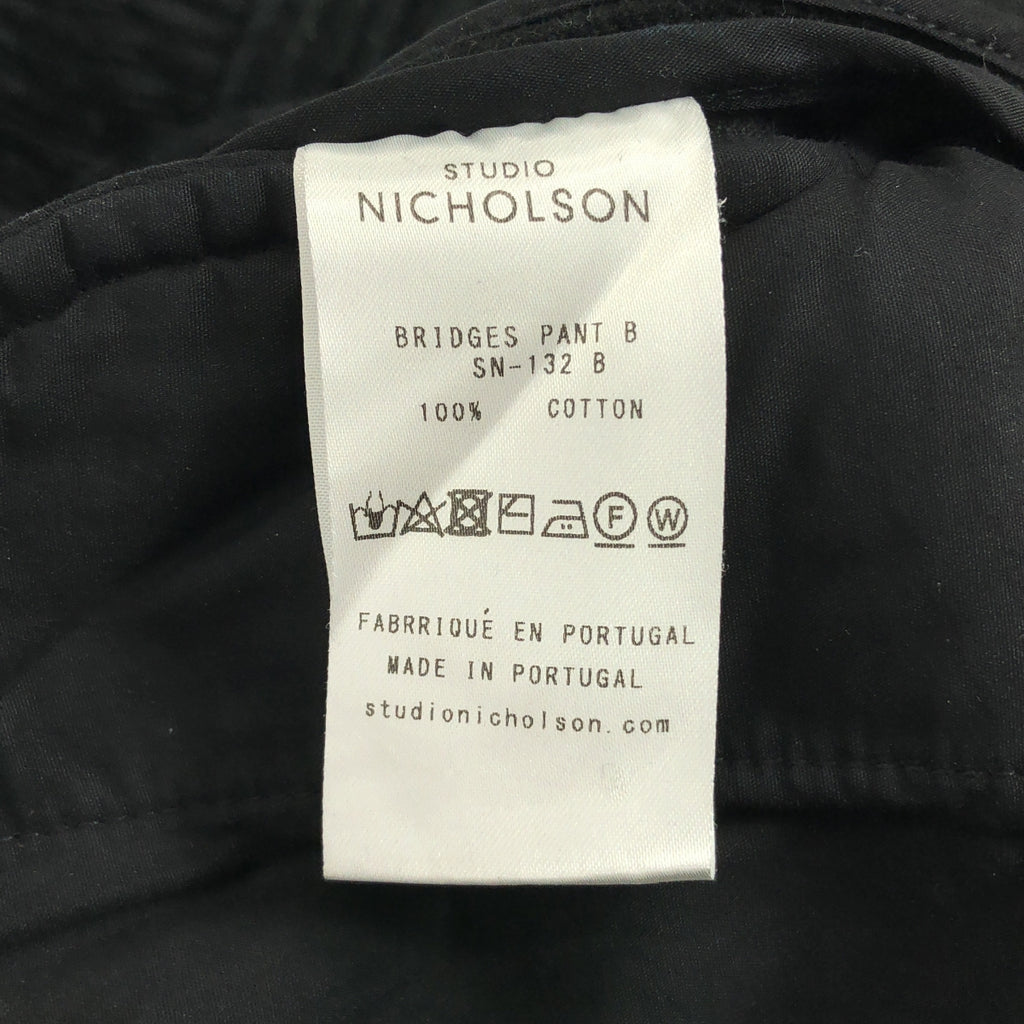 STUDIO
NICHOLSON
BRIDGES PANT B
SN-132 B
100% COTTON
F W
FABRRIQUÉ EN PORTUGAL
MADE IN PORTUGAL
studionicholson.com